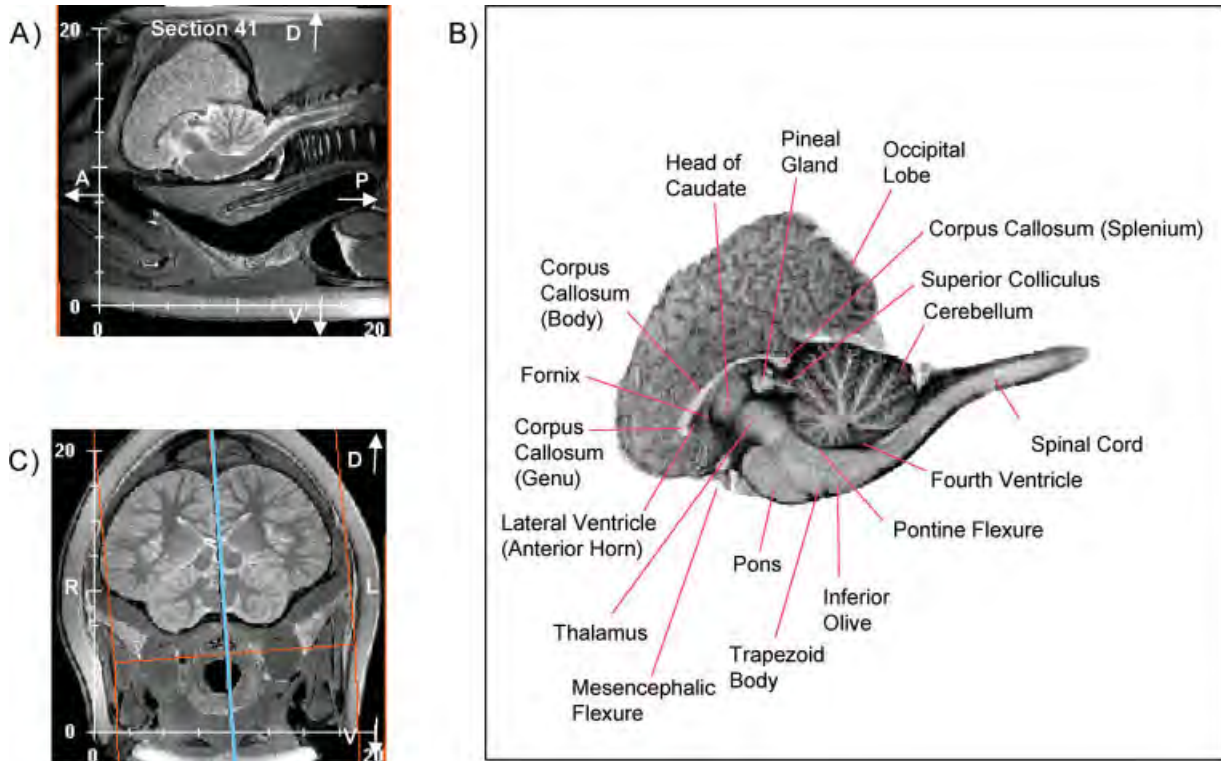 A)
Section 41
D
20
A
P
0
V
0
20
B)
Pineal
Gland
Head of
Caudate
Occipital
Lobe
Corpus Callosum (Splenium)
Corpus
Callosum
(Body)
Superior Colliculus
Cerebellum
Fornix
Corpus
Callosum
(Genu)
Spinal Cord
Fourth Ventricle
Lateral Ventricle
(Anterior Horn)
Pontine Flexure
Pons
Inferior
Olive
Thalamus
Trapezoid
Body
Mesencephalic
Flexure
C)
20
D
R
L
0
V
0
20